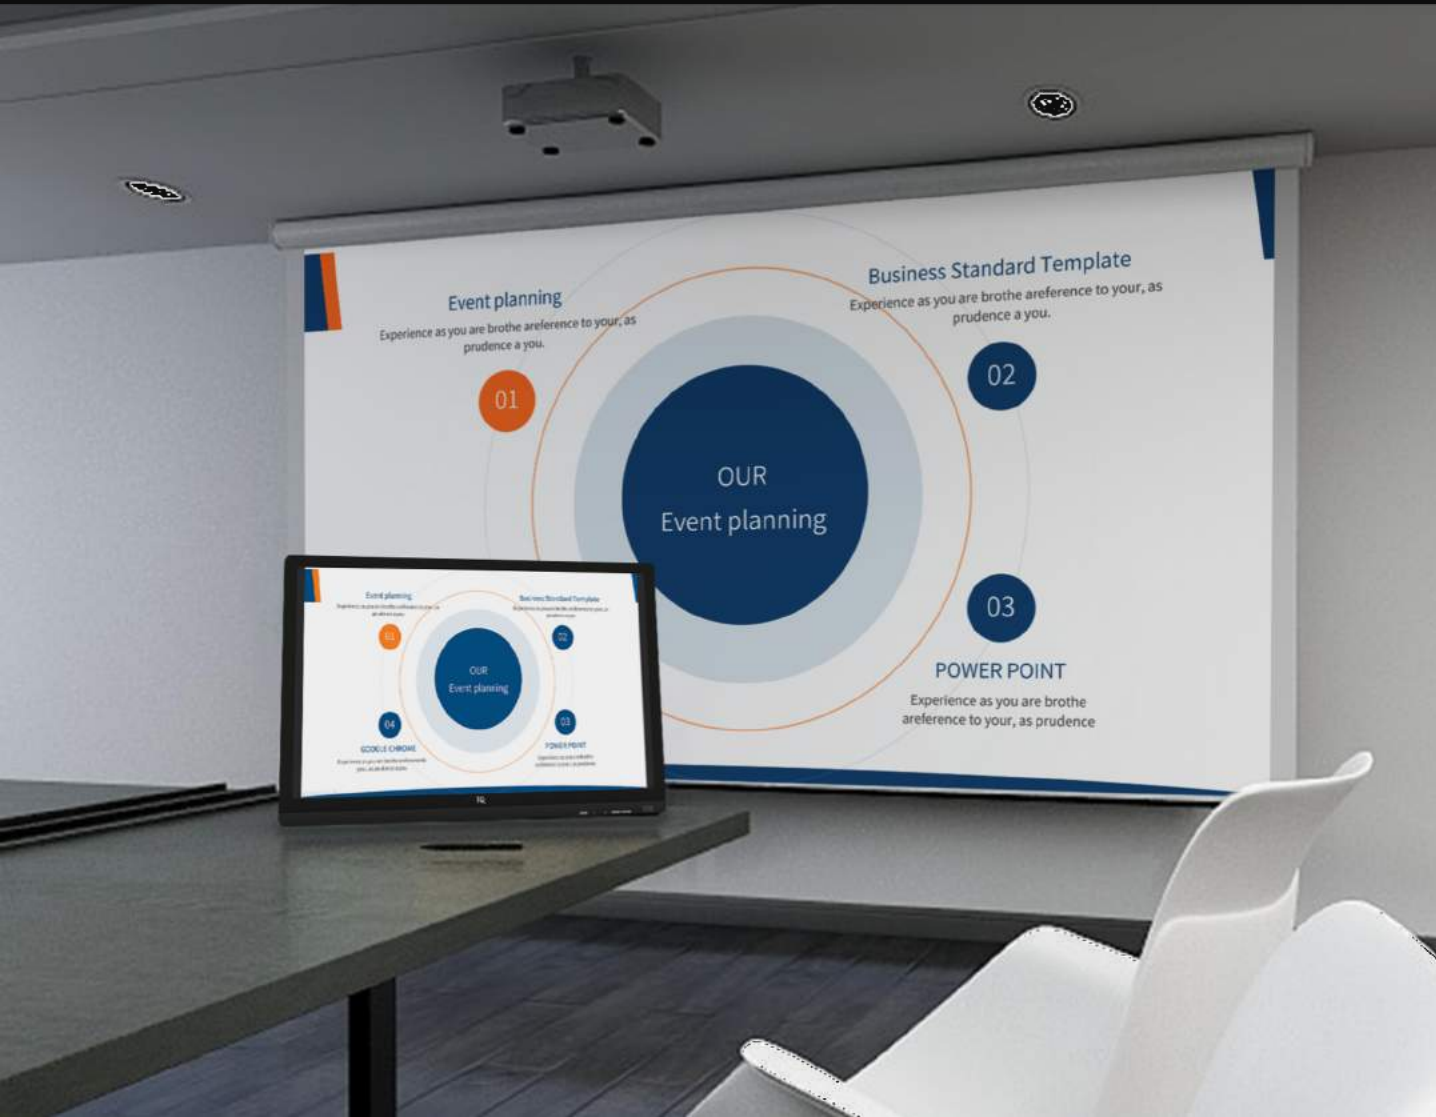 Event planning
Experience as you are brothe areference to your, as
prudence a you.
01
Business Standard Template
Experience as you are brothe areference to your, as
prudence a you.
02
OUR
Event planning
03
POWER POINT
Experience as you are brothe
areference to your, as prudence
Event planning
01
Business Standard Template
02
OUR
Event planning
04
GOOGLE CHROME
03
POWER POINT